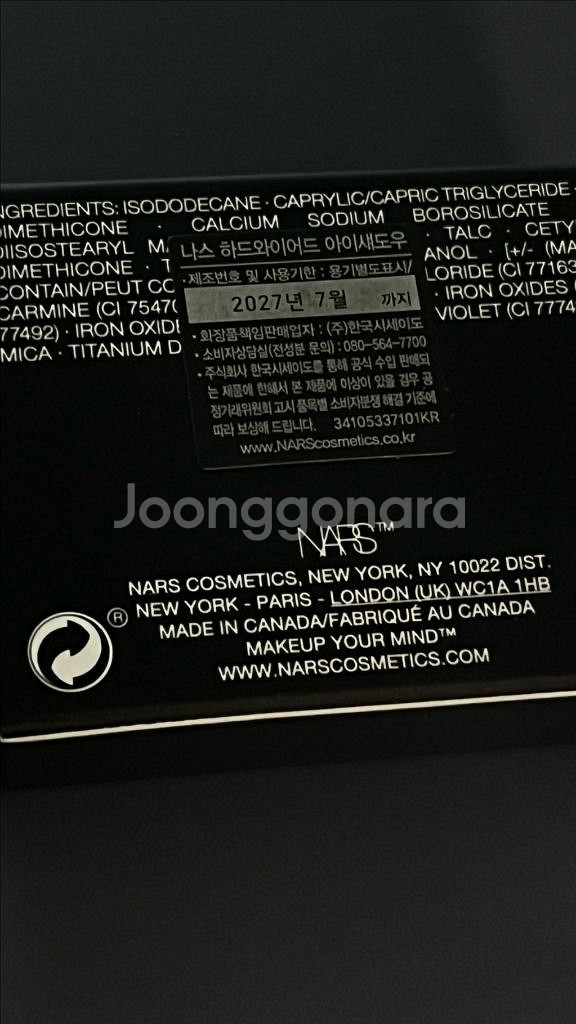 INGREDIENTS: ISODODECANE · CAPRYLIC/CAPRIC TRIGLYCERIDE ·
DIMETHICONE · CALCIUM SODIUM BOROSILICATE
DIISOSTEARYL · TALC ·
DIMETHICONE · [+/-
CONTAIN/PEUT (CI 77163
CARMINE (CI · IRON OXIDES
77492) · IRON VIOLET (CI
MICA · TITANIUM
나스 하드와이어드 아이섀도우
·제조번호 및 사용기한 : 용기별도표시/
2027년 7월 까지
· 화장품책임판매업자 : (주)한국시세이도
· 소비자상담실(전성분 문의) : 080-564-7700
· 주식회사 한국시세이도를 통해 공식 수입 판매되
는 제품에 한해서 본 제품에 이상이 있을 경우 공
정거래위원회 고시 품목별 소비자분쟁 해결 기준에
따라 보상해 드립니다. 34105337101KR
www.NARScosmetics.co.kr
Joonggonara
NARS™
NARS COSMETICS, NEW YORK, NY 10022 DIST.
NEW YORK - PARIS - LONDON (UK) WC1A 1HB
MADE IN CANADA/FABRIQUÉ AU CANADA
MAKEUP YOUR MIND™
WWW.NARSCOSMETICS.COM
®